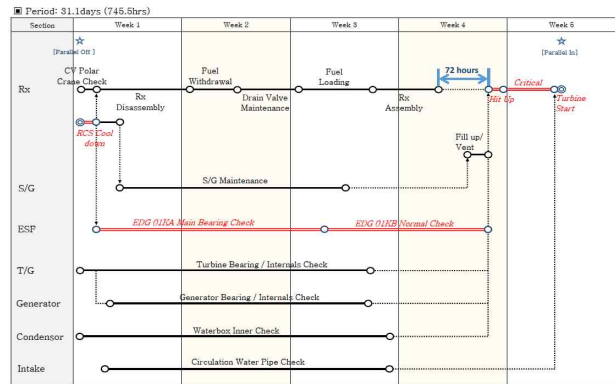 ▣ Period: 31.1days (745.5hrs)
Section Week 1 Week 2 Week 3 Week 4 Week 5
[Parallel Off ] [Parallel In]
72 hours
CV Polar
Crane Check
Fuel
Withdrawal
Fuel
Loading
Critical
Rx
Rx
Disassembly
Drain Valve
Maintenance
Rx
Assembly
Hit Up
Turbine
Start
RCS Cool
down
Fill up/
Vent
S/G
S/G Maintenance
ESF
EDG 01KA Main Bearing Check
EDG 01KB Normal Check
T/G
Turbine Bearing / Internals Check
Generator
Generator Bearing / Internals Check
Condensor
Waterbox Inner Check
Intake
Circulation Water Pipe Check